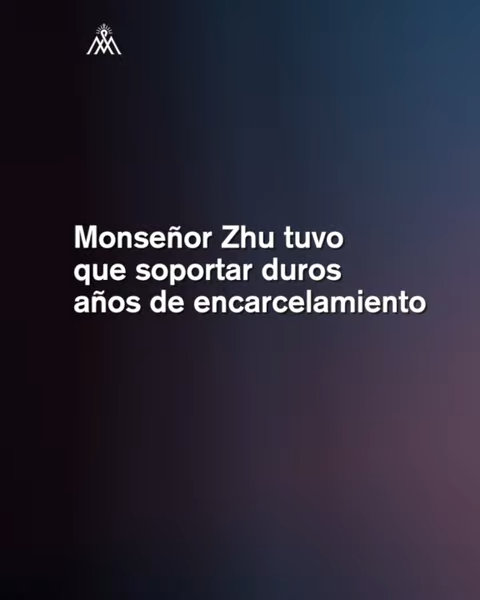 Monseñor Zhu tuvo
que soportar duros
años de encarcelamiento